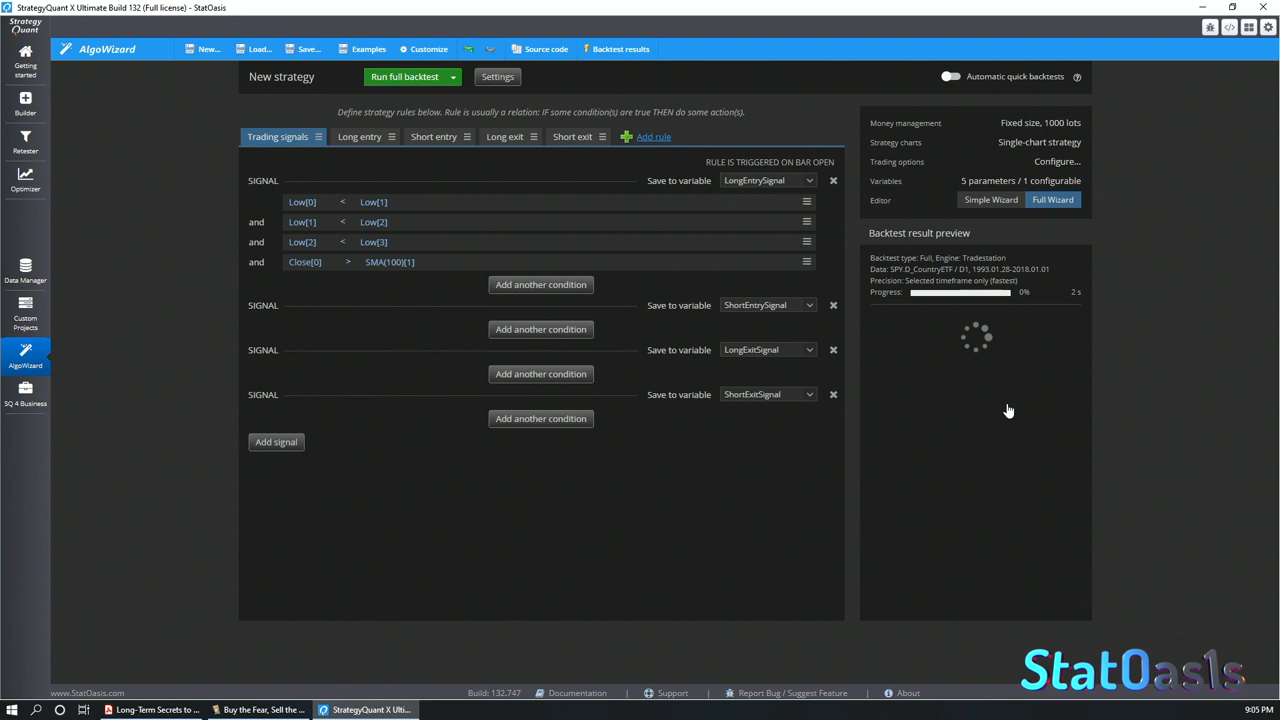 StrategyQuant X Ultimate Build 132 (Full license) - StatOasis
Strategy
Quant
AlgoWizard
New...
Load...
Save...
Examples
Customize
Source code
Backtest results
Getting
started
Builder
Retester
Optimizer
Data Manager
Custom
Projects
AlgoWizard
SQ 4 Business
New strategy
Run full backtest
Settings
Automatic quick backtests
?
Define strategy rules below. Rule is usually a relation: IF some condition(s) are true THEN do some action(s).
Trading signals
Long entry
Short entry
Long exit
Short exit
Add rule
RULE IS TRIGGERED ON BAR OPEN
SIGNAL Save to variable LongEntrySignal
Low[0] < Low[1]
and Low[1] < Low[2]
and Low[2] < Low[3]
and Close[0] > SMA(100)[1]
Add another condition
SIGNAL Save to variable ShortEntrySignal
Add another condition
SIGNAL Save to variable LongExitSignal
Add another condition
SIGNAL Save to variable ShortExitSignal
Add another condition
Add signal
Money management Fixed size, 1000 lots
Strategy charts Single-chart strategy
Trading options Configure...
Variables 5 parameters / 1 configurable
Editor Simple Wizard Full Wizard
Backtest result preview
Backtest type: Full, Engine: Tradestation
Data: SPY.D_CountryETF / D1, 1993.01.28-2018.01.01
Precision: Selected timeframe only (fastest)
Progress: 0% 2 s
StatOasis
www.StatOasis.com
Build: 132.747
Documentation
Support
Report Bug / Suggest Feature
About
Long-Term Secrets to ...
Buy the Fear, Sell the ...
StrategyQuant X Ulti...
9:05 PM